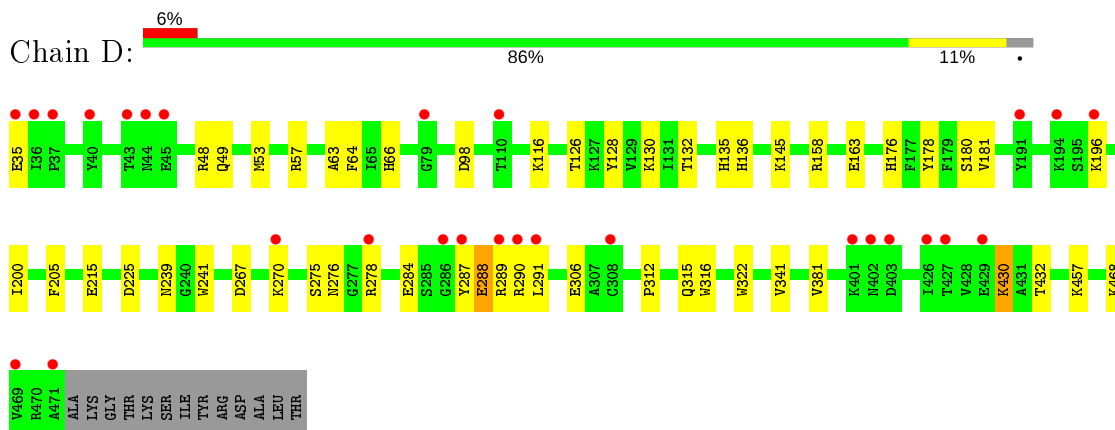 6%
Chain D:
86% 11% •
E35 I36 P37 Y40 T43 N44 E45 R48 Q49 M53 R57 A63 F64 I65 H66 G79 D98 T110 K116 T126 K127 Y128 V129 K130 I131 T132 H135 H136 K145 R158 E163 H176 F177 Y178 F179 S180 V181 Y191 K194 S195 K196
I200 F205 E215 D225 N239 G240 W241 D267 K270 S275 N276 G277 R278 E284 S285 G286 Y287 E288 R289 R290 L291 E306 A307 C308 P312 Q315 W316 W322 V341 V381 K401 N402 D403 I426 T427 V428 E429 K430 A431 T432 K457 K468
V469 R470 A471 ALA LYS GLY THR LYS SER ILE TYR ARG ASP ALA LEU THR